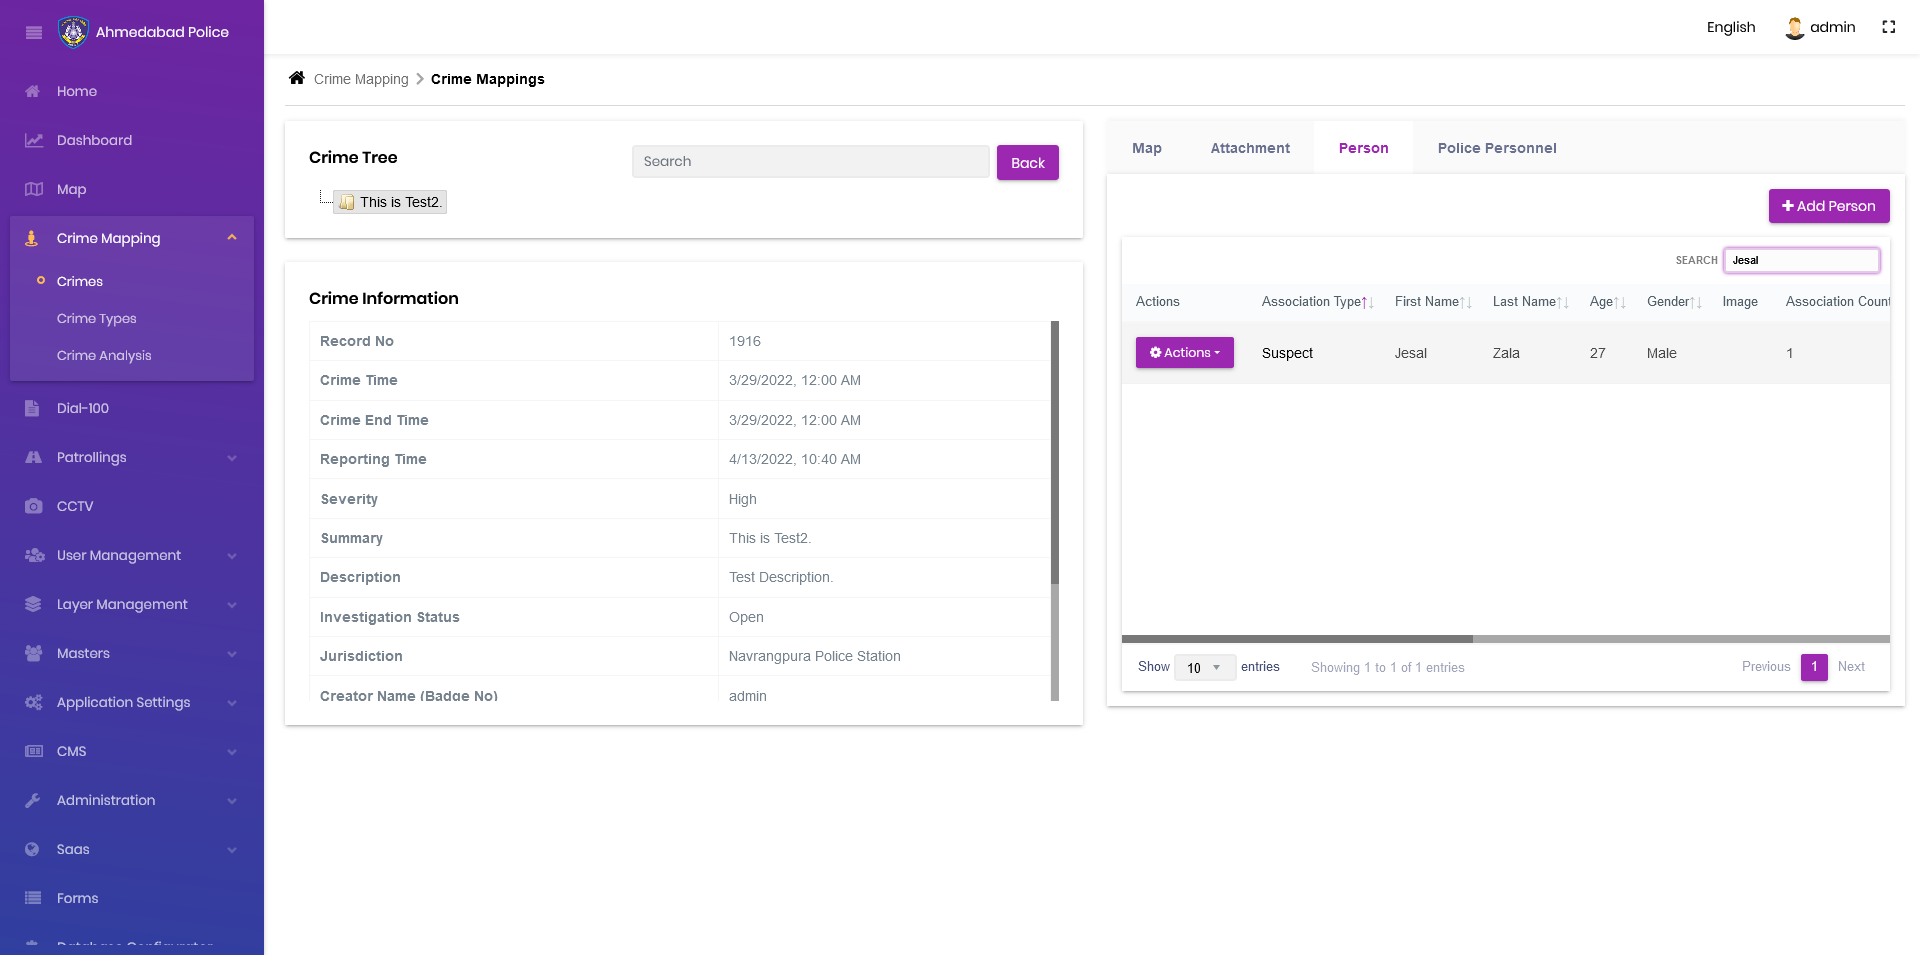 Ahmedabad Police
English
admin
Home
Dashboard
Map
Crime Mapping
Crimes
Crime Types
Crime Analysis
Dial-100
Patrollings
CCTV
User Management
Layer Management
Masters
Application Settings
CMS
Administration
Saas
Forms
Database Configurator
Crime Mapping > Crime Mappings
Crime Tree
Search
Back
This is Test2.
Crime Information
Record No 1916
Crime Time 3/29/2022, 12:00 AM
Crime End Time 3/29/2022, 12:00 AM
Reporting Time 4/13/2022, 10:40 AM
Severity High
Summary This is Test2.
Description Test Description.
Investigation Status Open
Jurisdiction Navrangpura Police Station
Creator Name (Badge No) admin
Map Attachment Person Police Personnel
Add Person
SEARCH Jesal
Actions Association Type First Name Last Name Age Gender Image Association Count
Actions Suspect Jesal Zala 27 Male 1
Show 10 entries Showing 1 to 1 of 1 entries Previous 1 Next